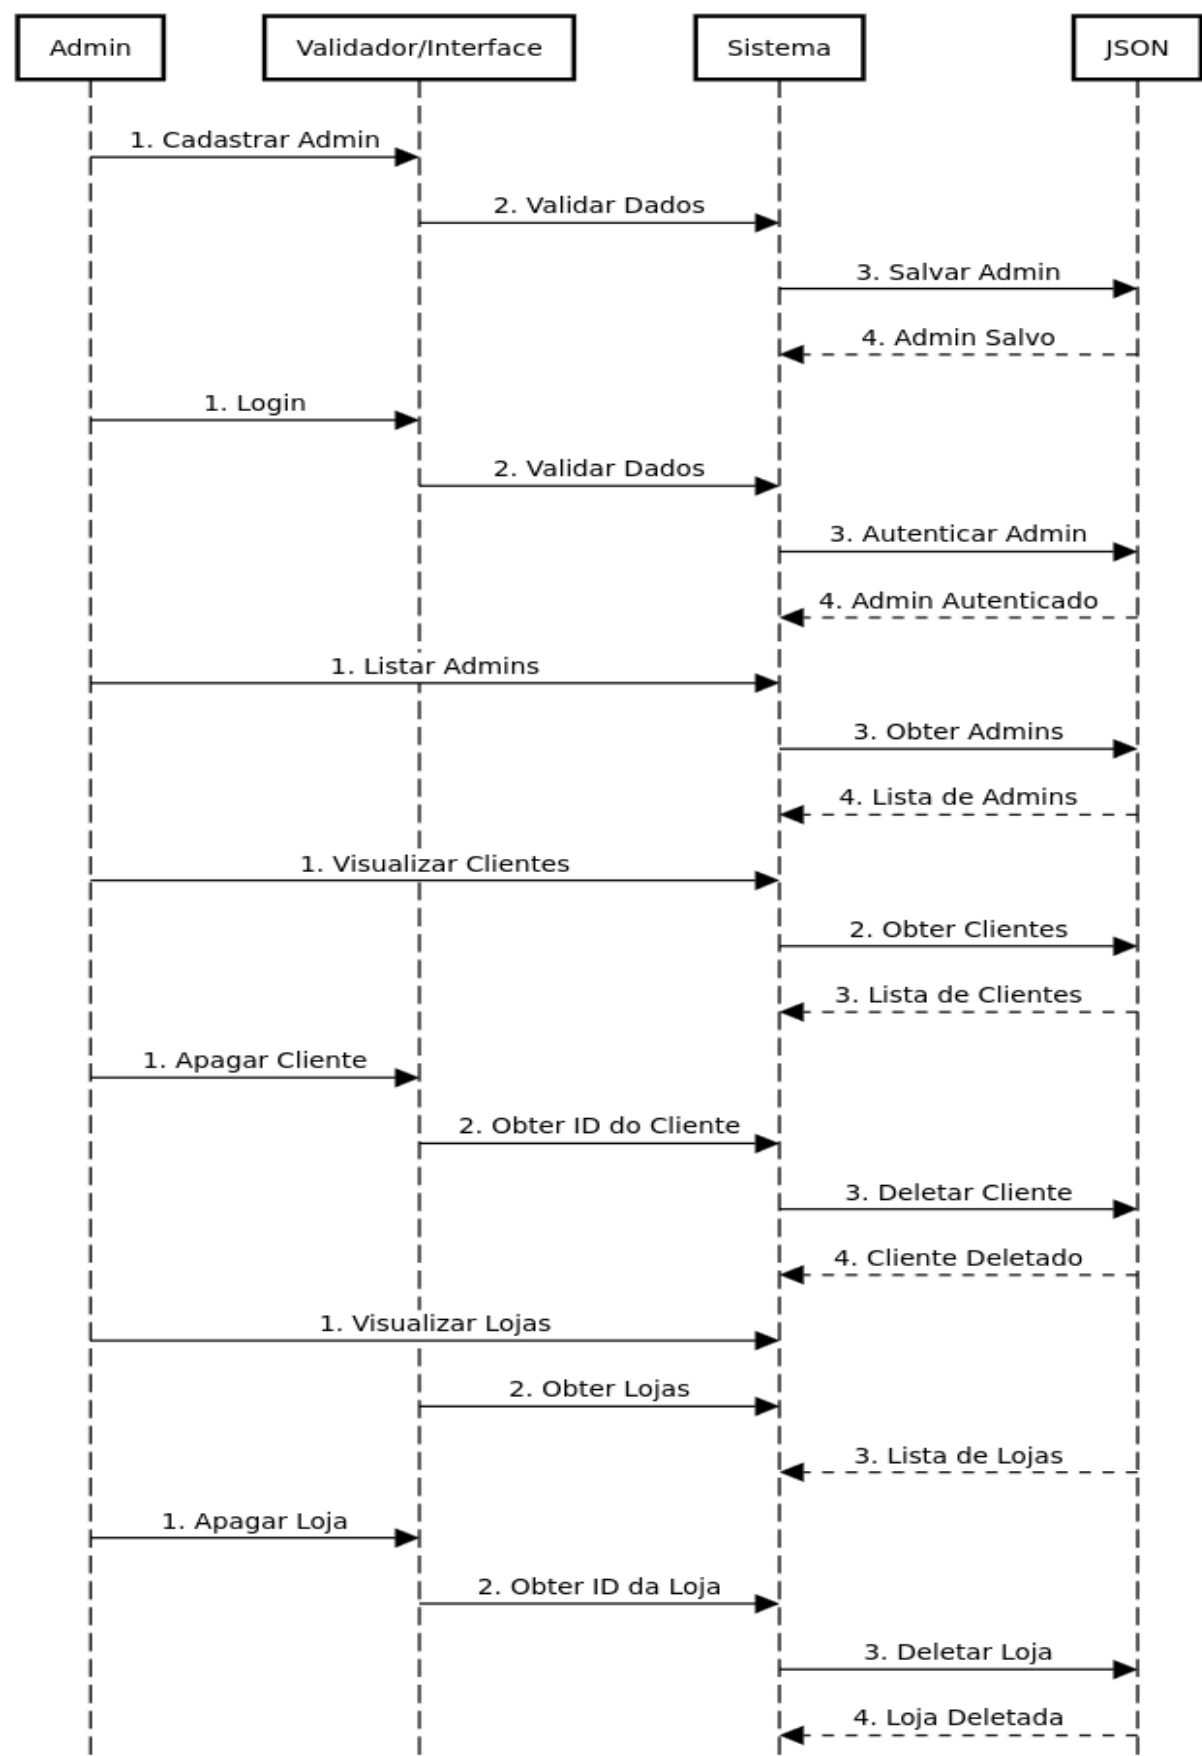 Admin
Validador/Interface
Sistema
JSON
1. Cadastrar Admin
2. Validar Dados
3. Salvar Admin
4. Admin Salvo
1. Login
2. Validar Dados
3. Autenticar Admin
4. Admin Autenticado
1. Listar Admins
3. Obter Admins
4. Lista de Admins
1. Visualizar Clientes
2. Obter Clientes
3. Lista de Clientes
1. Apagar Cliente
2. Obter ID do Cliente
3. Deletar Cliente
4. Cliente Deletado
1. Visualizar Lojas
2. Obter Lojas
3. Lista de Lojas
1. Apagar Loja
2. Obter ID da Loja
3. Deletar Loja
4. Loja Deletada